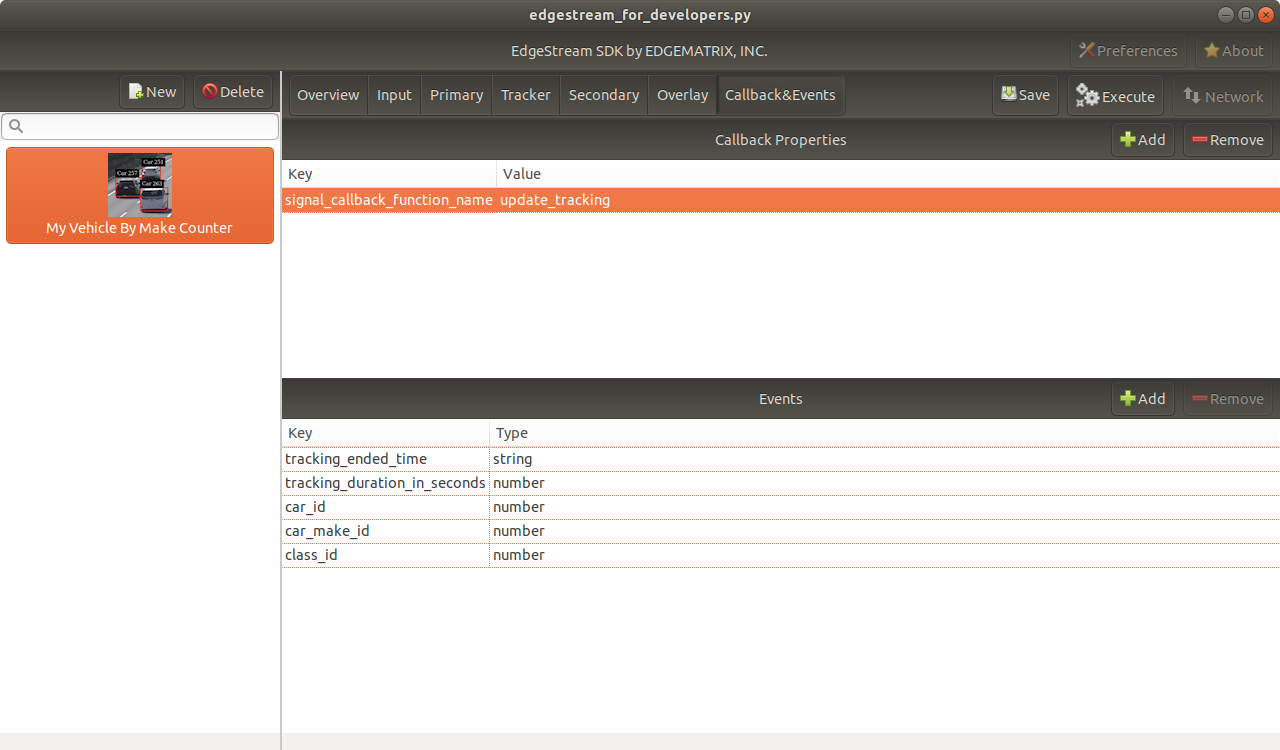 edgestream_for_developers.py
EdgeStream SDK by EDGEMATRIX, INC.
Preferences
About
New
Delete
Overview
Input
Primary
Tracker
Secondary
Overlay
Callback&Events
Save
Execute
Network
Car 251
Car 257
Car 263
My Vehicle By Make Counter
Callback Properties
Add
Remove
Key Value
signal_callback_function_name update_tracking
Events
Add
Remove
Key Type
tracking_ended_time string
tracking_duration_in_seconds number
car_id number
car_make_id number
class_id number